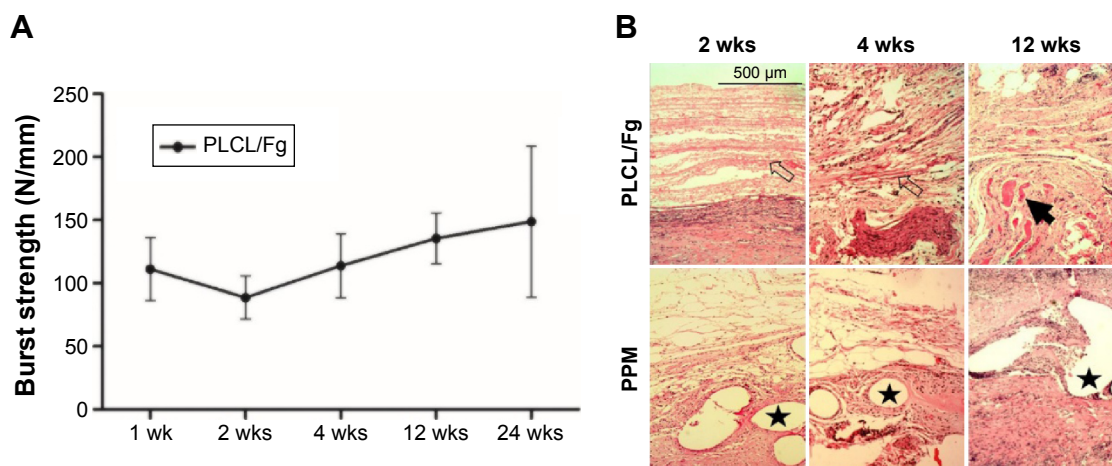 A
Burst strength (N/mm)
250
200
150
100
50
0
PLCL/Fg
1 wk
2 wks
4 wks
12 wks
24 wks
B
2 wks
4 wks
12 wks
500 µm
PLCL/Fg
PPM